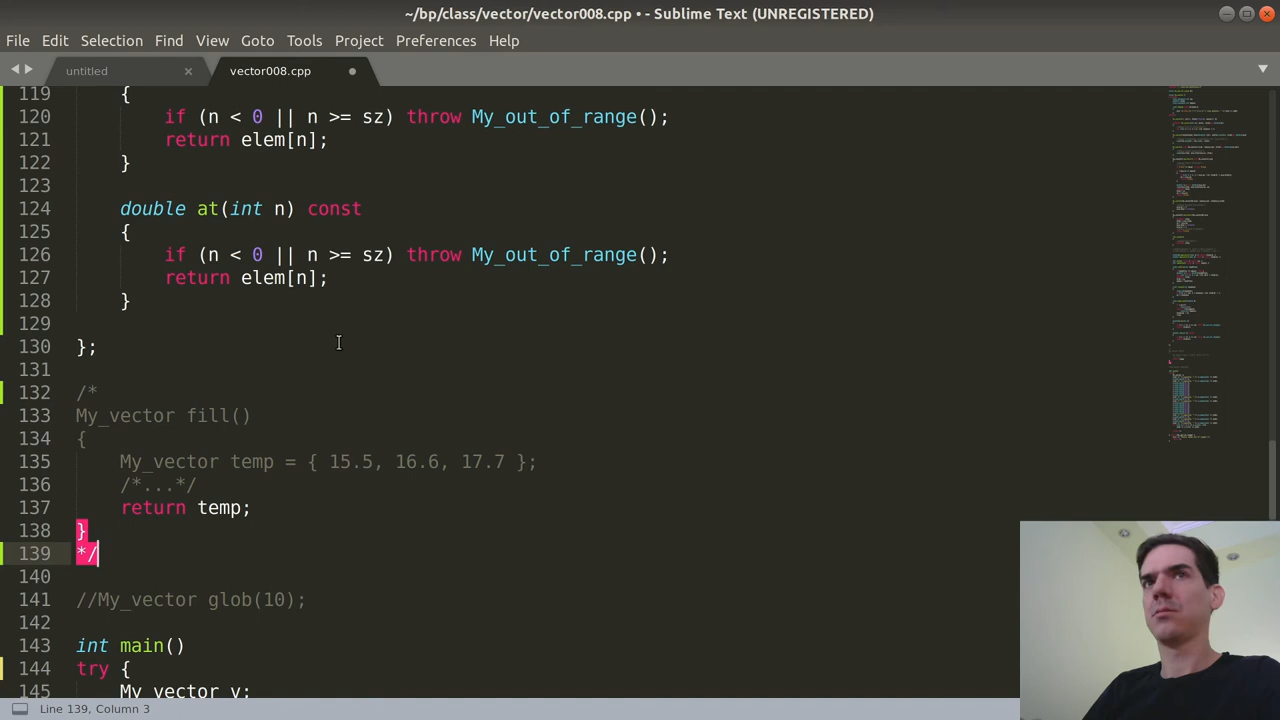 ~/bp/class/vector/vector008.cpp • - Sublime Text (UNREGISTERED)
File Edit Selection Find View Goto Tools Project Preferences Help
untitled vector008.cpp
119 {
120 if (n < 0 || n >= sz) throw My_out_of_range();
121 return elem[n];
122 }
123
124 double at(int n) const
125 {
126 if (n < 0 || n >= sz) throw My_out_of_range();
127 return elem[n];
128 }
129
130 };
131
132 /*
133 My_vector fill()
134 {
135 My_vector temp = { 15.5, 16.6, 17.7 };
136 /*...*/
137 return temp;
138 }
139 */
140
141 //My_vector glob(10);
142
143 int main()
144 try {
145 My_vector v;
Line 139, Column 3